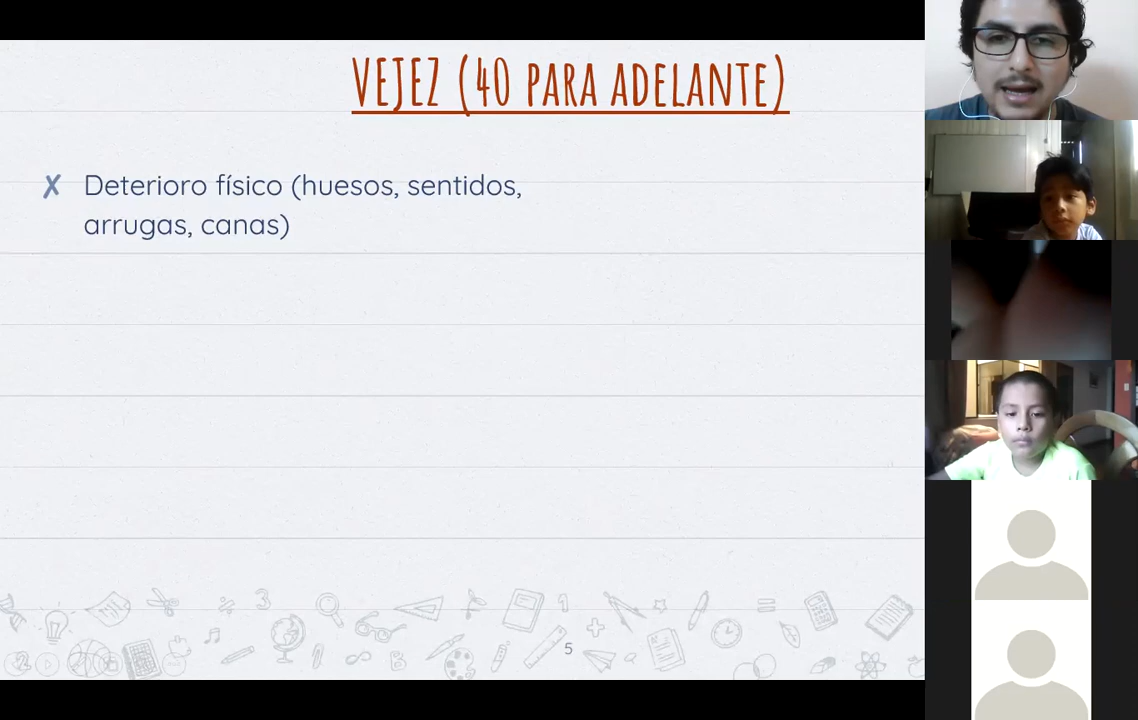 VEJEZ (40 PARA ADELANTE)
✗ Deterioro físico (huesos, sentidos,
arrugas, canas)
5